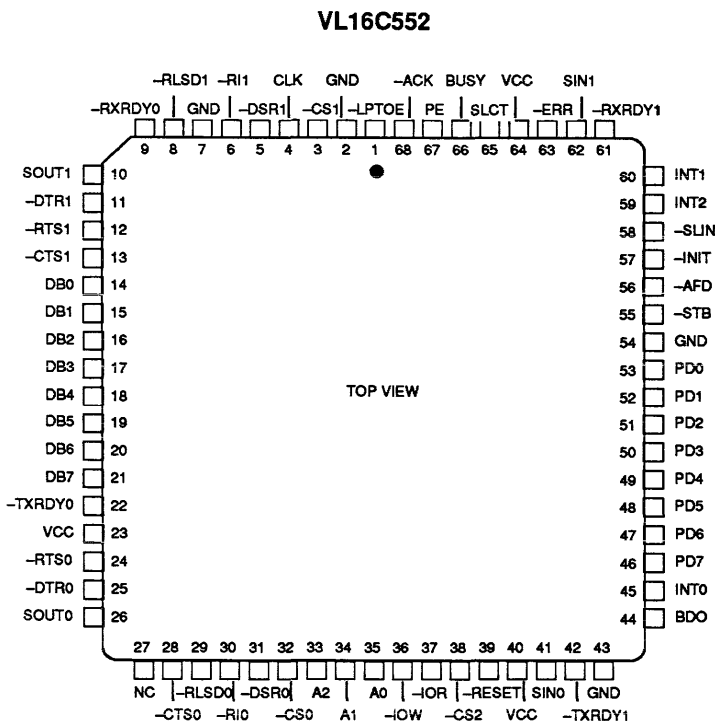 VL16C552
–RLSD1 –RI1 CLK GND –ACK BUSY VCC SIN1
–RXRDY0 GND –DSR1 –CS1 –LPTOE PE SLCT –ERR –RXRDY1
9 8 7 6 5 4 3 2 1 68 67 66 65 64 63 62 61
SOUT1 10 60 INT1
–DTR1 11 59 INT2
–RTS1 12 58 –SLIN
–CTS1 13 57 –INIT
DB0 14 56 –AFD
DB1 15 55 –STB
DB2 16 54 GND
DB3 17 53 PD0
DB4 18 52 PD1
TOP VIEW
DB5 19 51 PD2
DB6 20 50 PD3
DB7 21 49 PD4
–TXRDY0 22 48 PD5
VCC 23 47 PD6
–RTS0 24 46 PD7
–DTR0 25 45 INT0
SOUT0 26 44 BDO
27 28 29 30 31 32 33 34 35 36 37 38 39 40 41 42 43
NC –RLSD0 –DSR0 A2 A0 –IOR –RESET SIN0 GND
–CTS0 –RI0 –CS0 A1 –IOW –CS2 VCC –TXRDY1